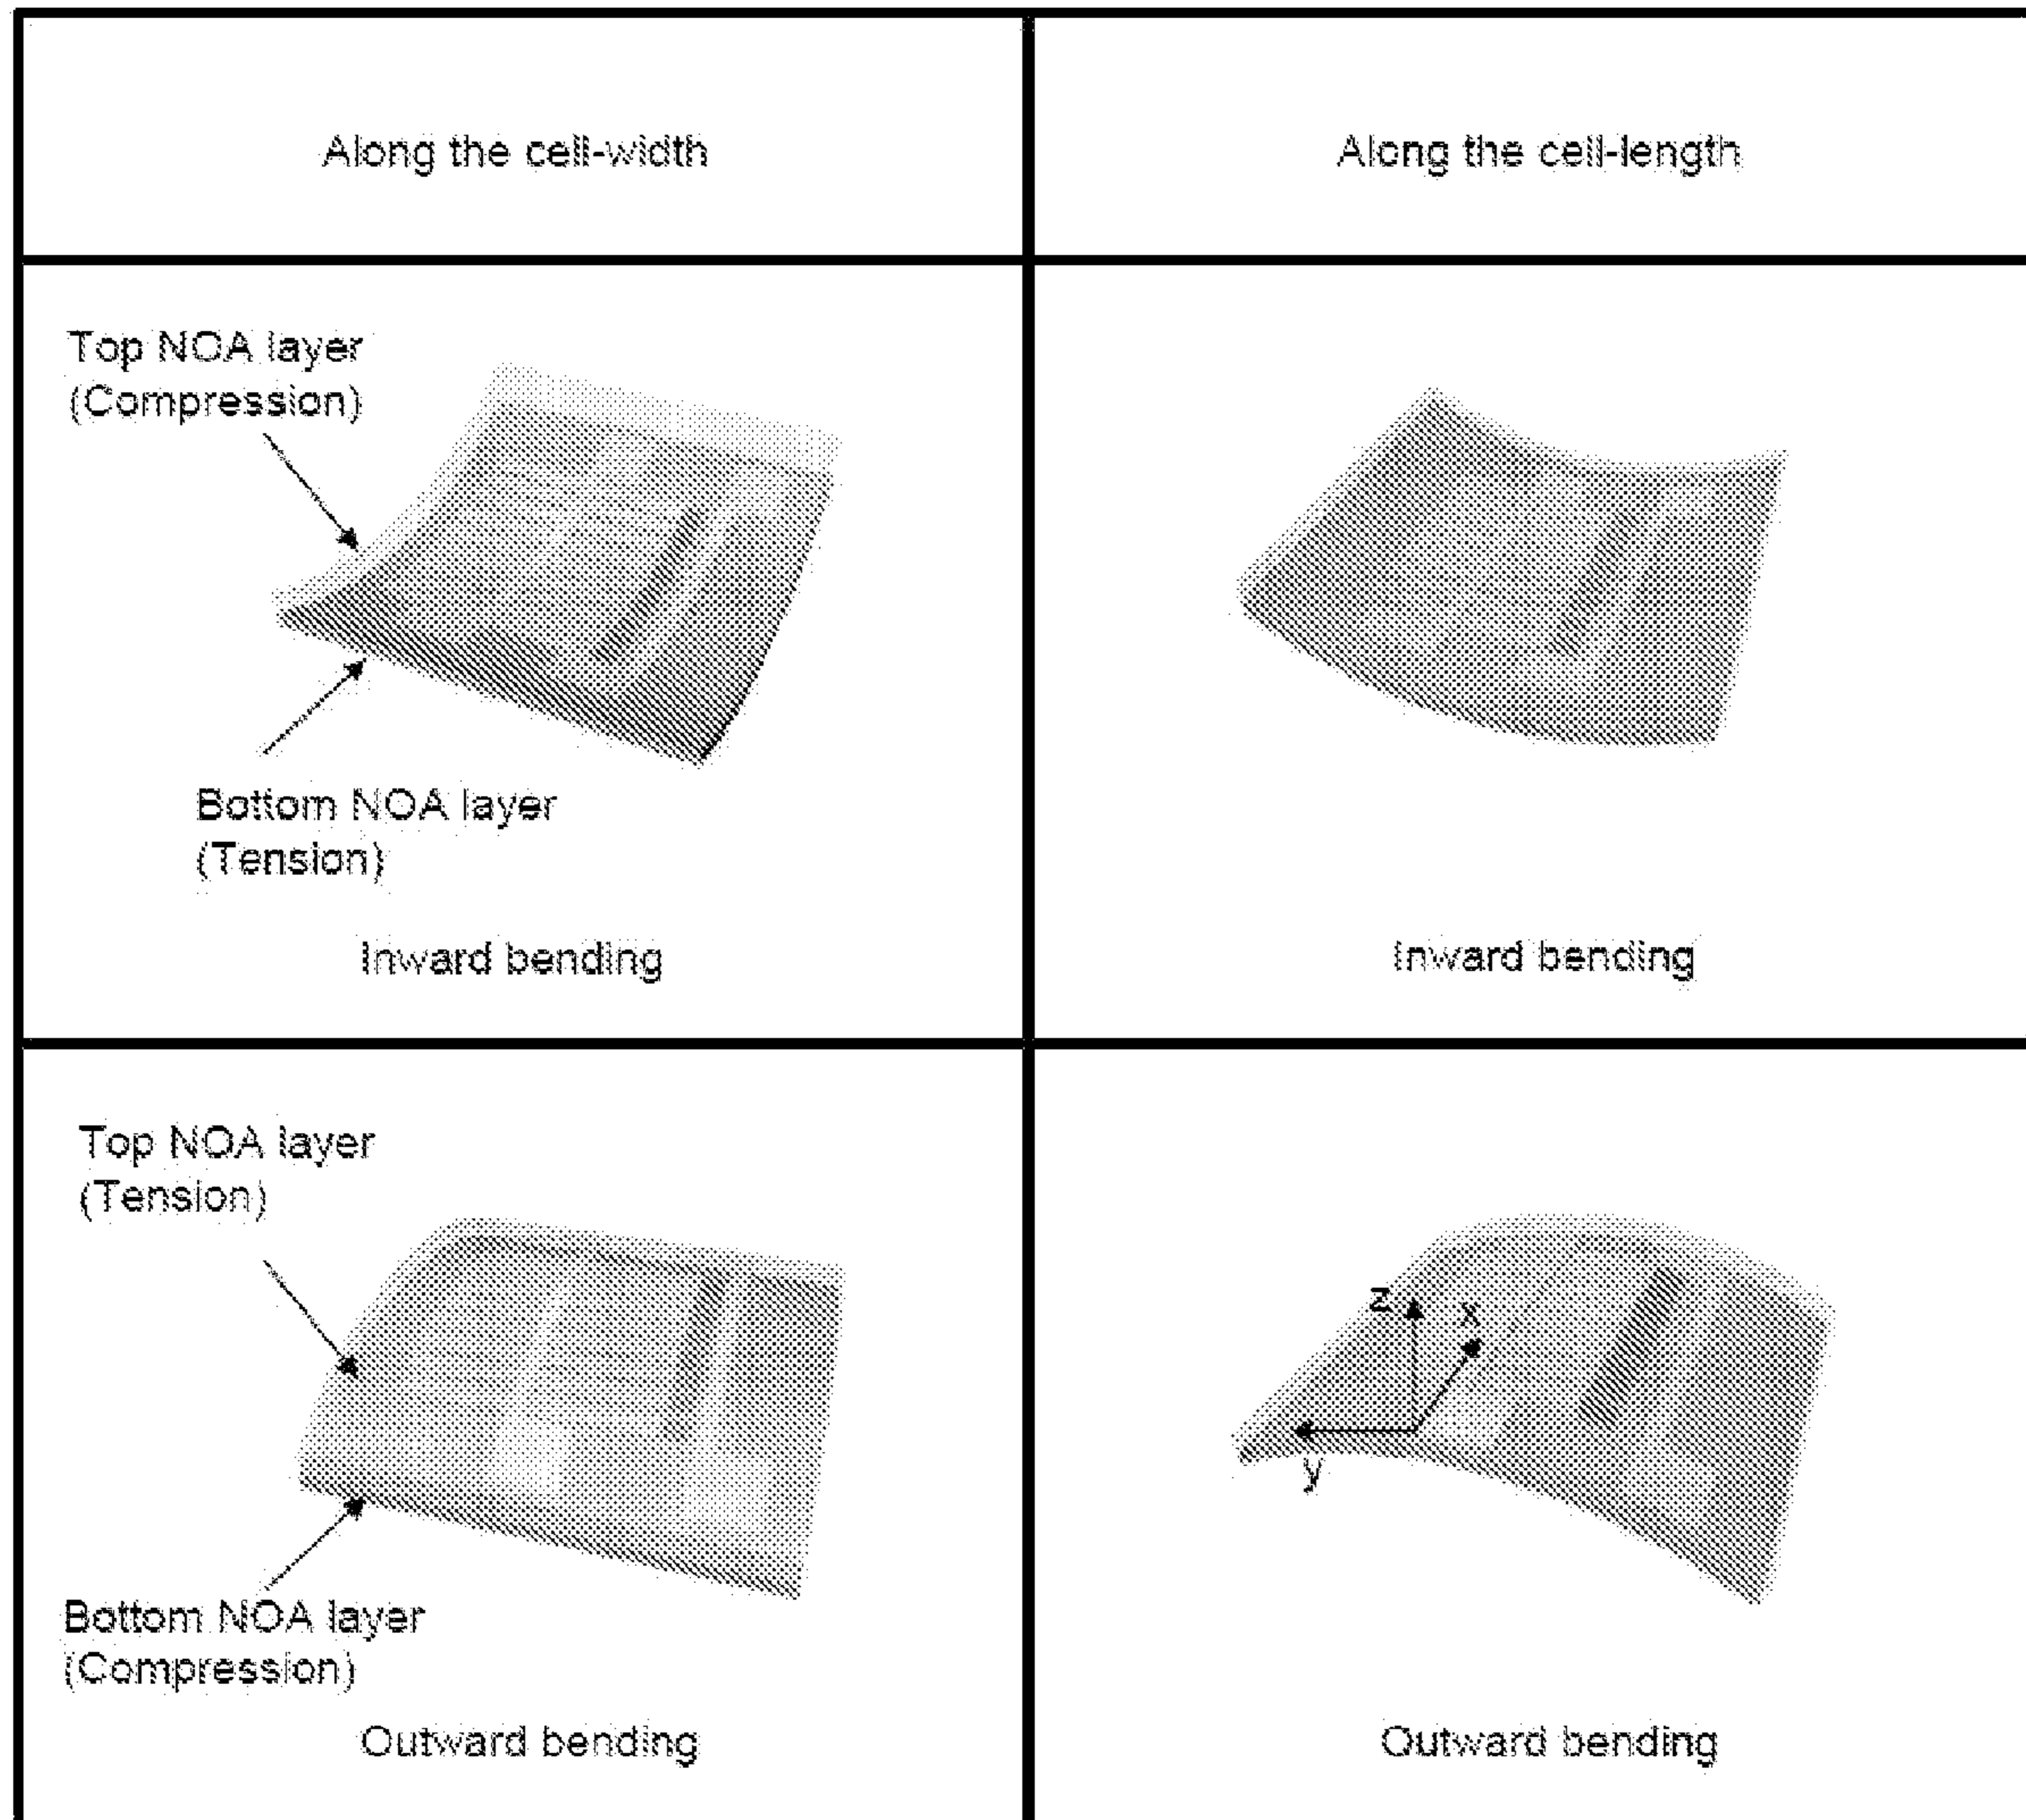 Along the cell-width
Along the cell-length
Top NOA layer
(Compression)
Bottom NOA layer
(Tension)
Inward bending
Inward bending
Top NOA layer
(Tension)
Bottom NOA layer
(Compression)
Outward bending
z
x
y
Outward bending